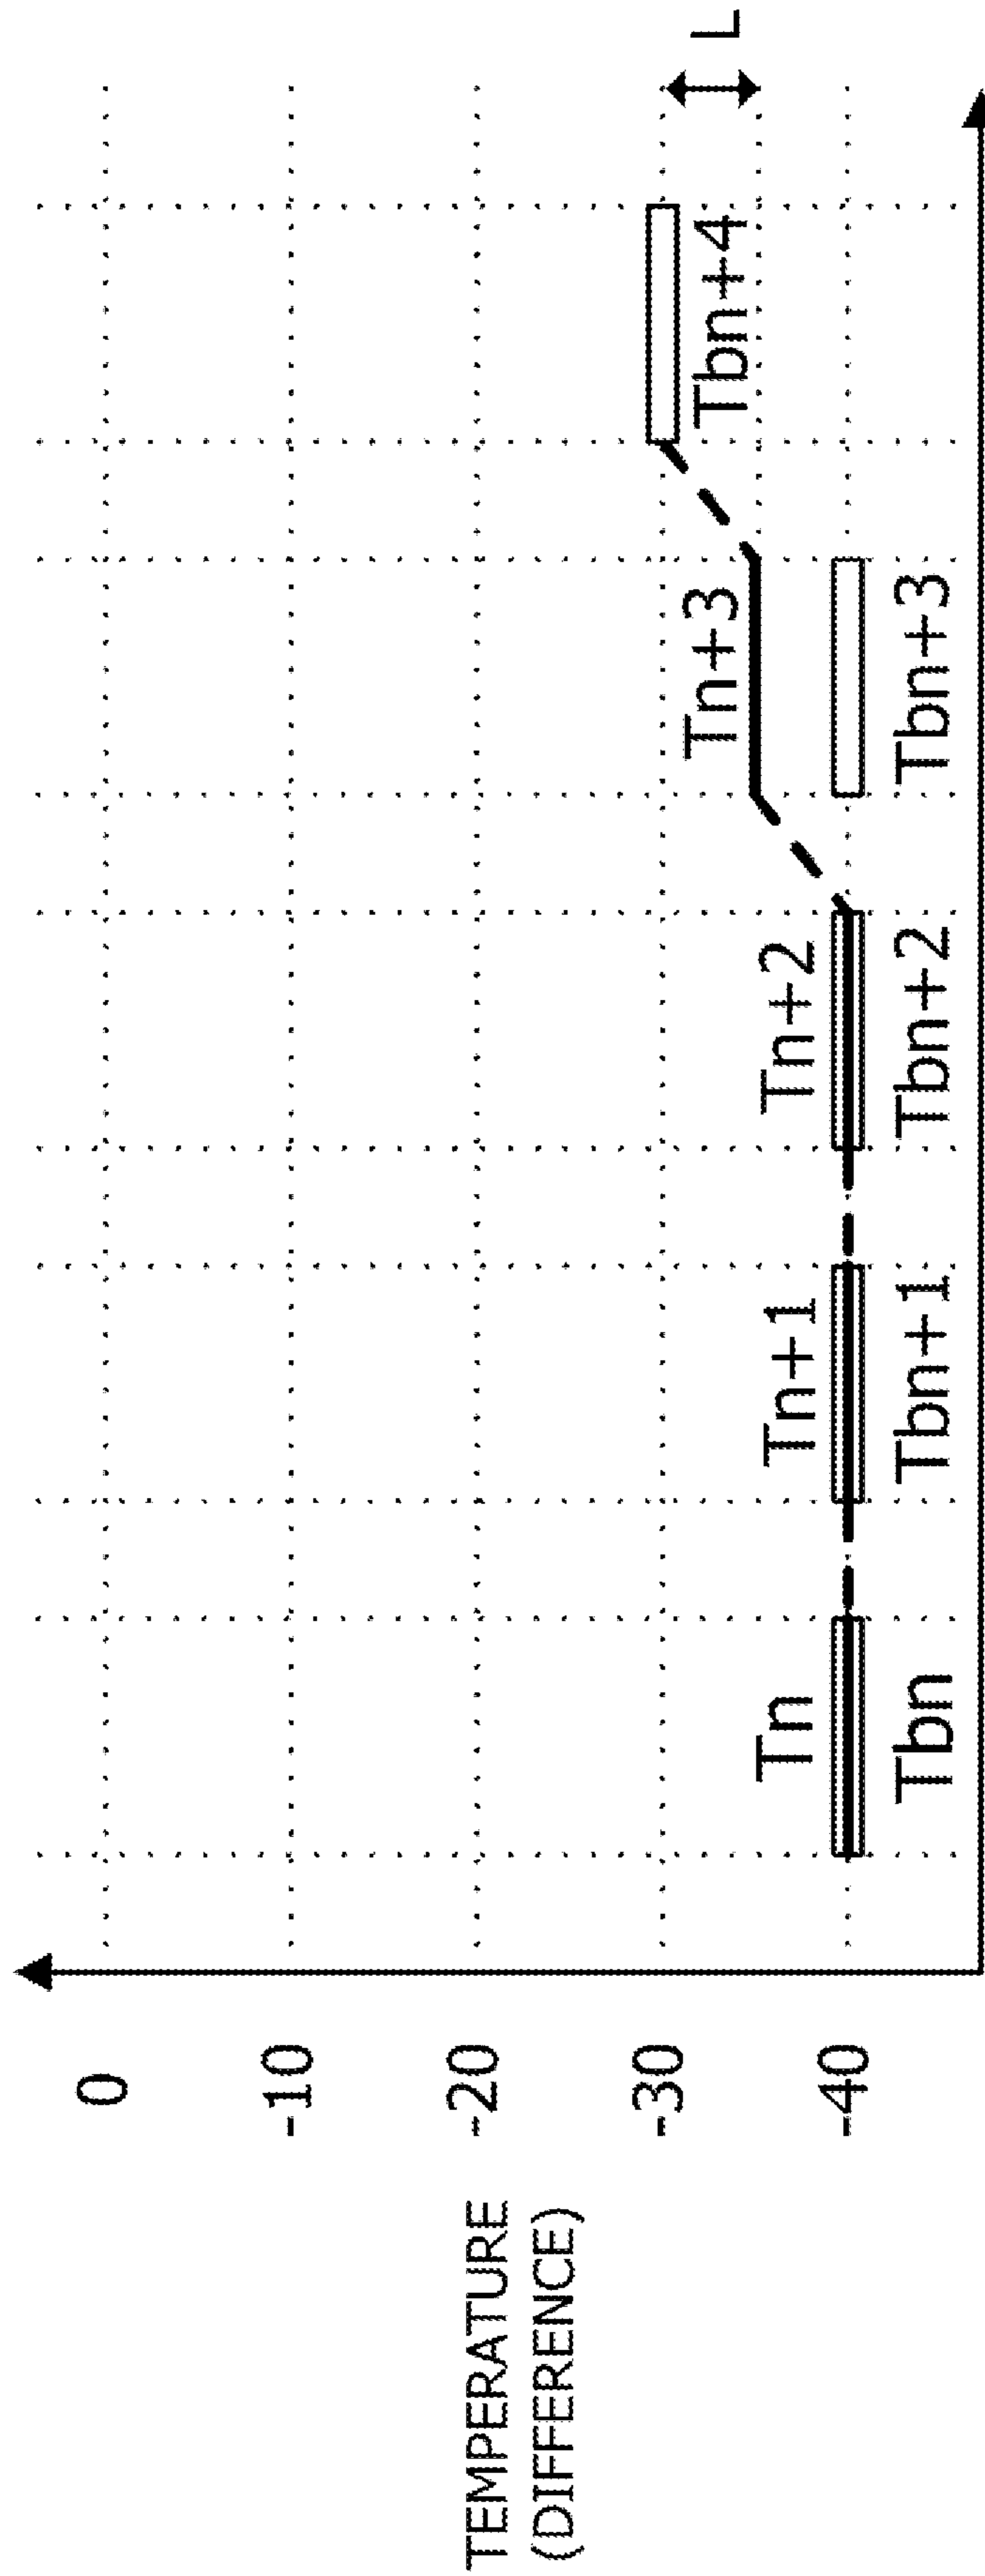 TEMPERATURE
(DIFFERENCE)
0
-10
-20
-30
-40
Tn
Tbn
Tn+1
Tbn+1
Tn+2
Tbn+2
Tn+3
Tbn+3
Tbn+4
L